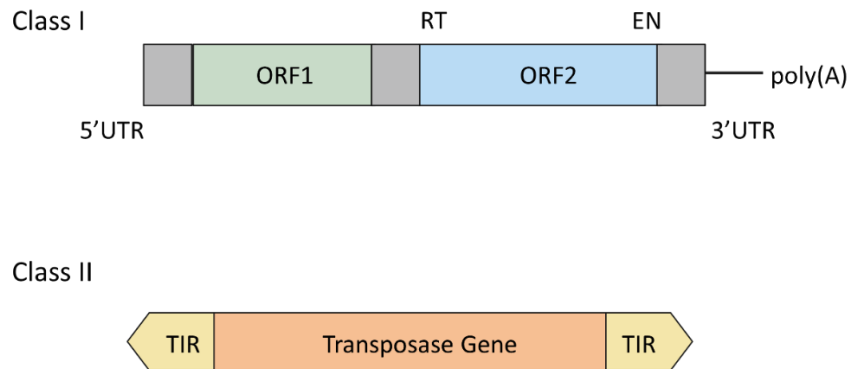 Class I
RT EN
ORF1 ORF2
poly(A)
5’UTR 3’UTR
Class II
TIR Transposase Gene TIR